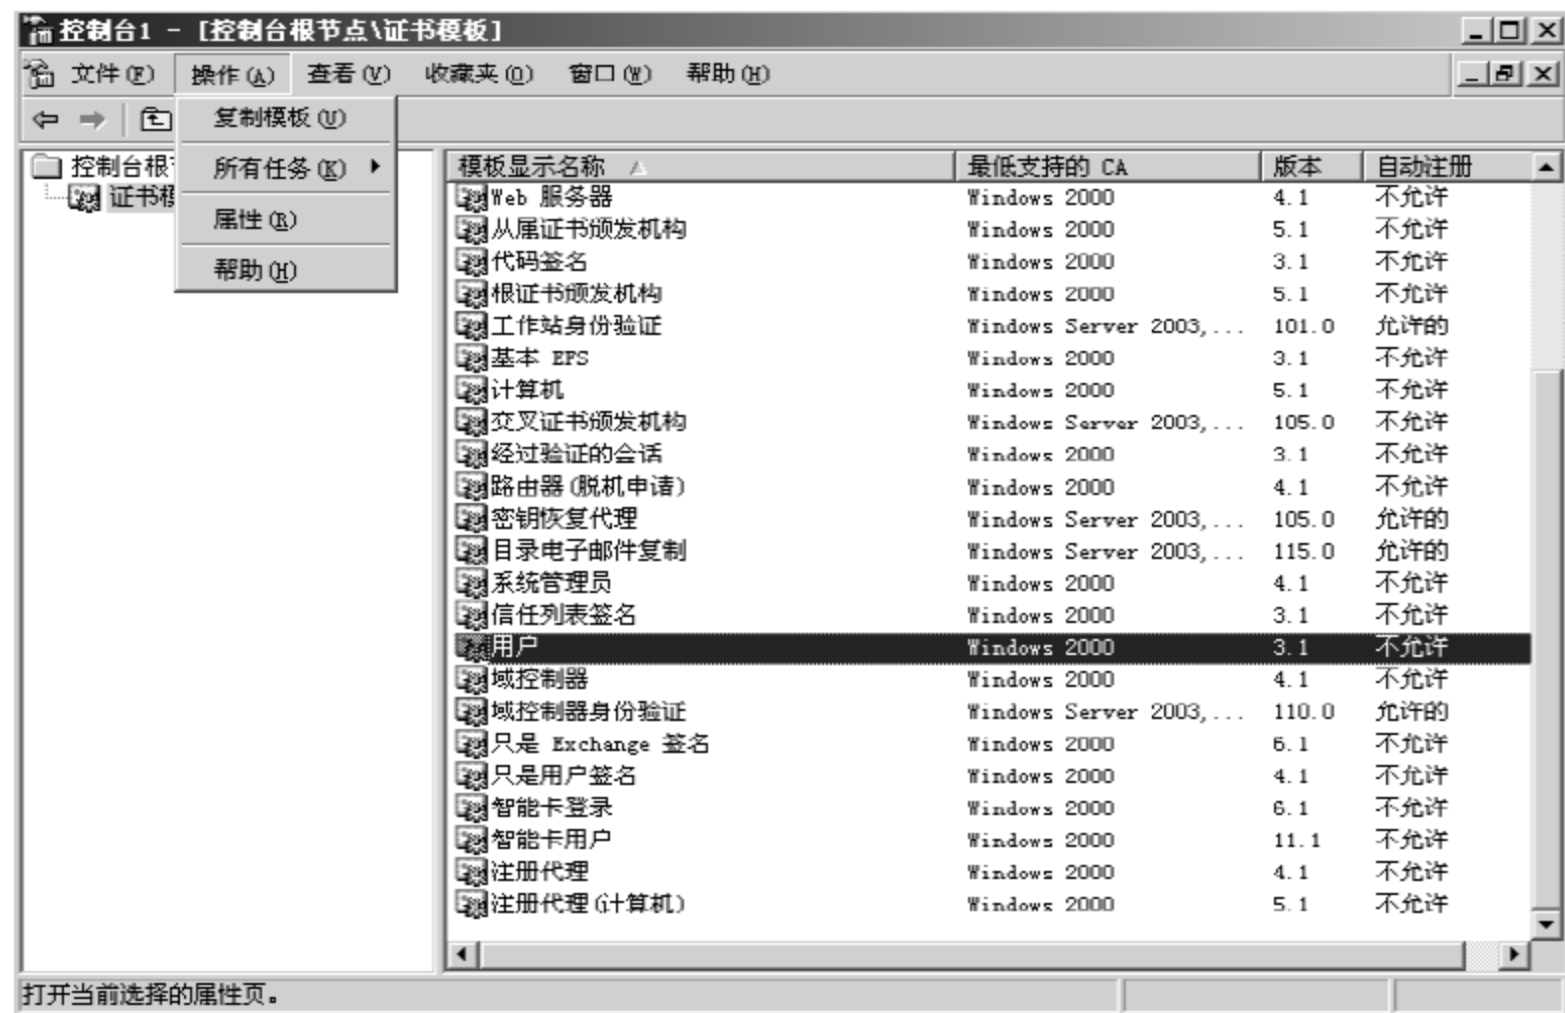 控制台1 - [控制台根节点\证书模板]
文件(F) 操作(A) 查看(V) 收藏夹(O) 窗口(W) 帮助(H)
复制模板(U)
所有任务(K)
属性(R)
帮助(H)
控制台根
证书模
模板显示名称 最低支持的 CA 版本 自动注册
Web 服务器 Windows 2000 4.1 不允许
从属证书颁发机构 Windows 2000 5.1 不允许
代码签名 Windows 2000 3.1 不允许
根证书颁发机构 Windows 2000 5.1 不允许
工作站身份验证 Windows Server 2003,... 101.0 允许的
基本 EFS Windows 2000 3.1 不允许
计算机 Windows 2000 5.1 不允许
交叉证书颁发机构 Windows Server 2003,... 105.0 不允许
经过验证的会话 Windows 2000 3.1 不允许
路由器(脱机申请) Windows 2000 4.1 不允许
密钥恢复代理 Windows Server 2003,... 105.0 允许的
目录电子邮件复制 Windows Server 2003,... 115.0 允许的
系统管理员 Windows 2000 4.1 不允许
信任列表签名 Windows 2000 3.1 不允许
用户 Windows 2000 3.1 不允许
域控制器 Windows 2000 4.1 不允许
域控制器身份验证 Windows Server 2003,... 110.0 允许的
只是 Exchange 签名 Windows 2000 6.1 不允许
只是用户签名 Windows 2000 4.1 不允许
智能卡登录 Windows 2000 6.1 不允许
智能卡用户 Windows 2000 11.1 不允许
注册代理 Windows 2000 4.1 不允许
注册代理(计算机) Windows 2000 5.1 不允许
打开当前选择的属性页。